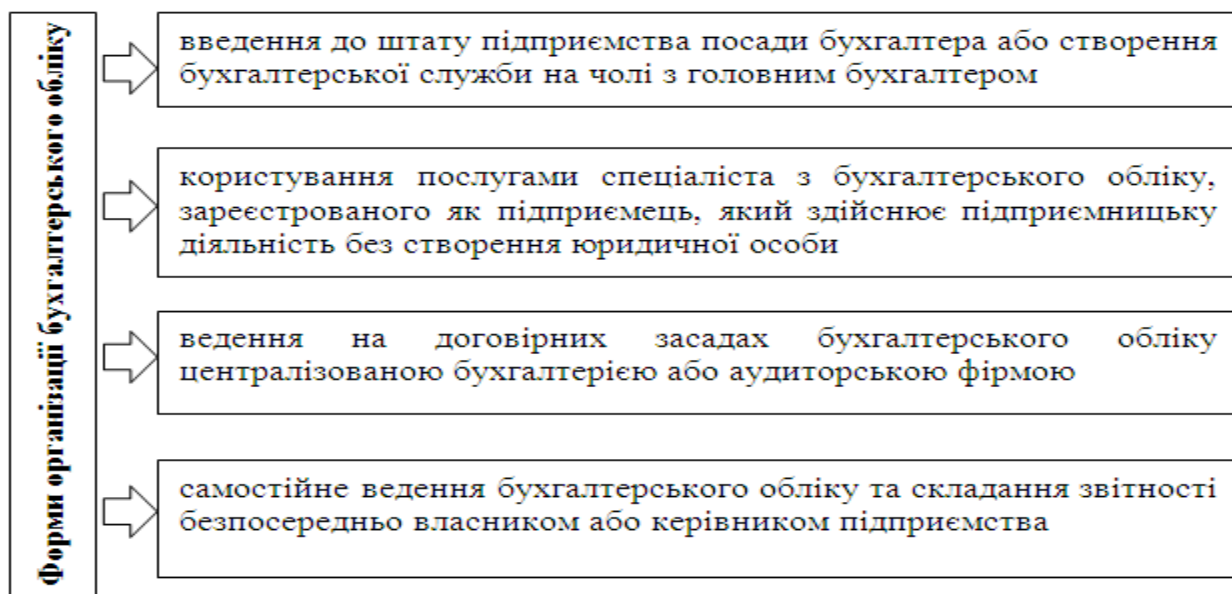 Форми організації бухгалтерського обліку
введення до штату підприємства посади бухгалтера або створення
бухгалтерської служби на чолі з головним бухгалтером
користування послугами спеціаліста з бухгалтерського обліку,
зареєстрованого як підприємець, який здійснює підприємницьку
діяльність без створення юридичної особи
ведення на договірних засадах бухгалтерського обліку
централізованою бухгалтерією або аудиторською фірмою
самостійне ведення бухгалтерського обліку та складання звітності
безпосередньо власником або керівником підприємства